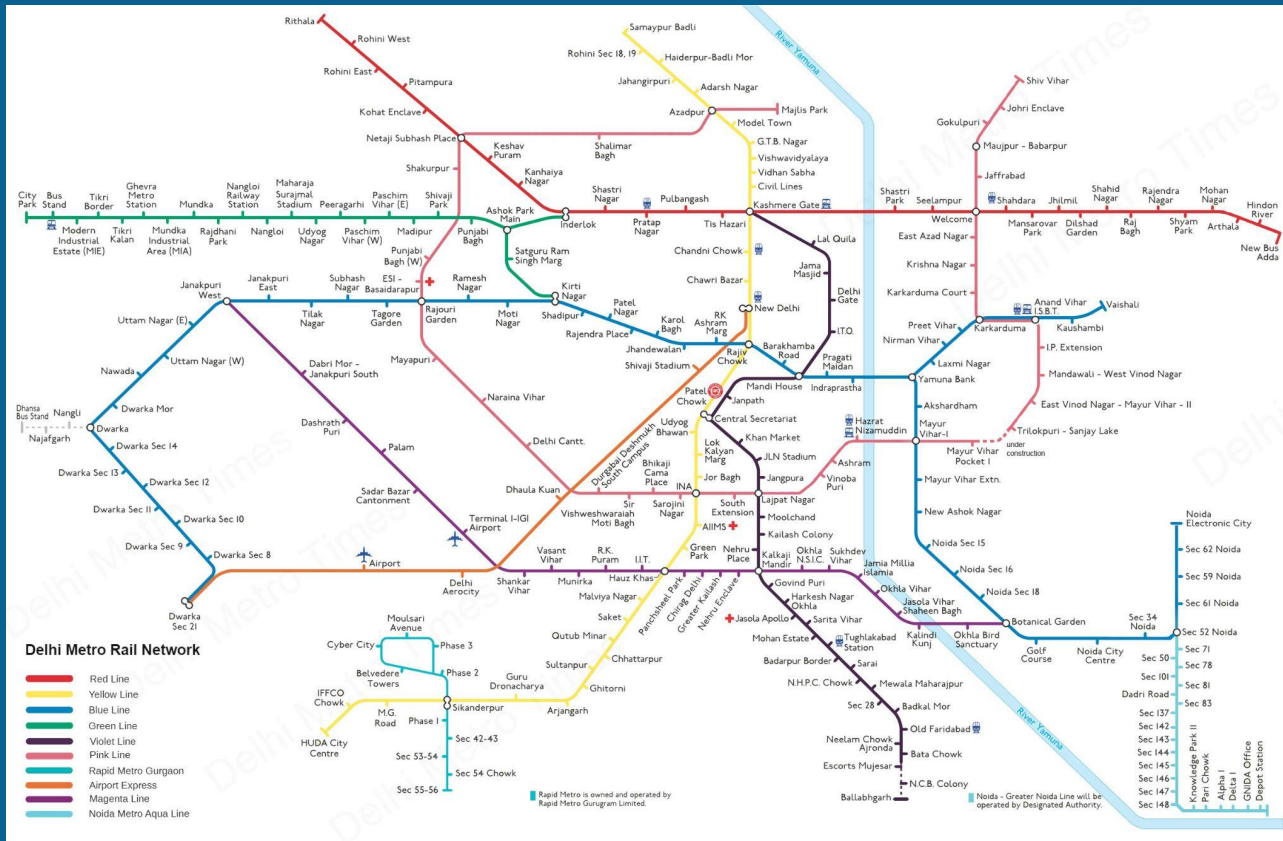 Rithala
Rohini West
Rohini East
Pitampura
Kohat Enclave
Netaji Subhash Place
Keshav
Puram
Kanhaiya
Nagar
Shakurpur
Shalimar
Bagh
Samaypur Badli
Rohini Sec 18, 19
Haiderpur-Badli Mor
Jahangirpuri
Adarsh Nagar
Azadpur
Majlis Park
Model Town
G.T.B. Nagar
Vishwavidyalaya
Vidhan Sabha
Civil Lines
Kashmere Gate
River Yamuna
Shiv Vihar
Johri Enclave
Gokulpuri
Maujpur - Babarpur
Jaffrabad
City
Park
Bus
Stand
Modern
Industrial
Estate (MIE)
Tikri
Border
Tikri
Kalan
Ghevra
Metro
Station
Mundka
Industrial
Area (MIA)
Mundka
Rajdhani
Park
Nangloi
Railway
Station
Nangloi
Maharaja
Surajmal
Stadium
Udyog
Nagar
Peeragarhi
Paschim
Vihar (W)
Paschim
Vihar (E)
Madipur
Shivaji
Park
Punjabi
Bagh
Ashok Park
Main
Inderlok
Satguru Ram
Singh Marg
Shastri
Nagar
Pratap
Nagar
Pulbangash
Tis Hazari
Shastri
Park
Seelampur
Welcome
Shahdara
Mansarovar
Park
Jhilmil
Dilshad
Garden
Shahid
Nagar
Raj
Bagh
Rajendra
Nagar
Shyam
Park
Mohan
Nagar
Arthala
Hindon
River
New Bus
Adda
East Azad Nagar
Krishna Nagar
Karkarduma Court
Karkarduma
Anand Vihar
I.S.B.T.
Kaushambi
Vaishali
Preet Vihar
Nirman Vihar
Laxmi Nagar
Yamuna Bank
I.P. Extension
Mandawali - West Vinod Nagar
East Vinod Nagar - Mayur Vihar - II
Trilokpuri - Sanjay Lake
under
construction
Mayur Vihar
Pocket I
Akshardham
Mayur
Vihar-I
Mayur Vihar Extn.
New Ashok Nagar
Noida Sec 15
Noida Sec 16
Noida Sec 18
Botanical Garden
Golf
Course
Noida City
Centre
Sec 34
Noida
Sec 52 Noida
Sec 61 Noida
Sec 59 Noida
Sec 62 Noida
Noida
Electronic City
Chandni Chowk
Chawri Bazar
New Delhi
Lal Quila
Jama
Masjid
Delhi
Gate
I.T.O.
RK
Ashram
Marg
Rajiv
Chowk
Barakhamba
Road
Mandi House
Pragati
Maidan
Indraprastha
Janpath
Patel
Chowk
Central Secretariat
Shivaji Stadium
Punjabi
Bagh (W)
ESI -
Basaidarapur
Rajouri
Garden
Ramesh
Nagar
Moti
Nagar
Kirti
Nagar
Shadipur
Patel
Nagar
Rajendra Place
Karol
Bagh
Jhandewalan
Janakpuri
West
Janakpuri
East
Tilak
Nagar
Subhash
Nagar
Tagore
Garden
Uttam Nagar (E)
Uttam Nagar (W)
Nawada
Dwarka Mor
Dhansa
Bus Stand
Nangli
Najafgarh
Dwarka
Dwarka Sec 14
Dwarka Sec 13
Dwarka Sec 12
Dwarka Sec 11
Dwarka Sec 10
Dwarka Sec 9
Dwarka Sec 8
Dwarka
Sec 21
Mayapuri
Naraina Vihar
Delhi Cantt.
Durgabai Deshmukh
South Campus
Dhaula Kuan
Vishweshwaraiah
Moti Bagh
Sir
Bhikaji
Cama
Place
Sarojini
Nagar
INA
South
Extension
Lajpat Nagar
Vinoba
Puri
Ashram
Hazrat
Nizamuddin
Dabri Mor -
Janakpuri South
Dashrath
Puri
Palam
Sadar Bazar
Cantonment
Terminal 1-IGI
Airport
Airport
Delhi
Aerocity
Shankar
Vihar
Vasant
Vihar
Munirka
R.K.
Puram
I.I.T.
Hauz Khas
Panchsheel Park
Chirag Delhi
Greater Kailash
Nehru Enclave
Kalkaji
Mandir
Okhla
N.S.I.C.
Sukhdev
Vihar
Jamia Millia
Islamia
Okhla Vihar
Jasola Vihar
Shaheen Bagh
Kalindi
Kunj
Okhla Bird
Sanctuary
Udyog
Bhawan
Lok
Kalyan
Marg
Jor Bagh
AIIMS
Green
Park
Khan Market
JLN Stadium
Jangpura
Moolchand
Kailash Colony
Nehru
Place
Govind Puri
Harkesh Nagar
Okhla
Jasola Apollo
Sarita Vihar
Mohan Estate
Tughlakabad
Station
Badarpur Border
Sarai
N.H.P.C. Chowk
Mewala Maharajpur
Sec 28
Badkal Mor
Old Faridabad
Neelam Chowk
Ajronda
Bata Chowk
Escorts Mujesar
N.C.B. Colony
Ballabhgarh
Malviya Nagar
Saket
Qutub Minar
Chhattarpur
Sultanpur
Ghitorni
Arjangarh
Guru
Dronacharya
Sikanderpur
M.G.
Road
IFFCO
Chowk
HUDA City
Centre
Moulsari
Avenue
Phase 3
Cyber City
Phase 2
Belvedere
Towers
Phase 1
Sec 42-43
Sec 53-54
Sec 54 Chowk
Sec 55-56
Sec 71
Sec 50
Sec 78
Sec 101
Sec 81
Dadri Road
Sec 83
Sec 137
Sec 142
Sec 143
Sec 144
Sec 145
Sec 146
Sec 147
Sec 148
Knowledge Park II
Pari Chowk
Alpha I
Delta I
GNIDA Office
Depot Station
River Yamuna
Rapid Metro is owned and operated by
Rapid Metro Gurugram Limited.
Noida - Greater Noida Line will be
operated by Designated Authority.
Delhi Metro Rail Network
Red Line
Yellow Line
Blue Line
Green Line
Violet Line
Pink Line
Rapid Metro Gurgaon
Airport Express
Magenta Line
Noida Metro Aqua Line
Delhi Metro Times